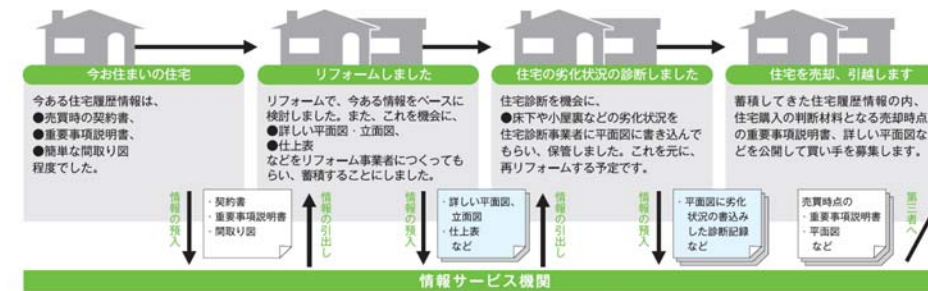 今お住まいの住宅
今ある住宅履歴情報は、
●売買時の契約書、
●重要事項説明書、
●簡単な間取り図
程度でした。
リフォームしました
リフォームで、今ある情報をベースに
検討しました。また、これを機会に、
●詳しい平面図・立面図、
●仕上表
などをリフォーム事業者につくっても
らい、蓄積することにしました。
住宅の劣化状況の診断しました
住宅診断を機会に、
●床下や小屋裏などの劣化状況を
住宅診断事業者に平面図に書き込んで
もらい、保管しました。これを元に、
再リフォームする予定です。
住宅を売却、引越します
蓄積してきた住宅履歴情報の内、
住宅購入の判断材料となる売却時点
の重要事項説明書、詳しい平面図な
どを公開して買い手を募集します。
情報の預入
・契約書
・重要事項説明書
・間取り図
情報の引出し
情報の預入
・詳しい平面図、
立面図
・仕上表
など
情報の引出し
情報の預入
・平面図に劣化
状況の書込み
した診断記録
など
売買時点の
・重要事項説明書
・平面図
など
第三者へ
情報サービス機関